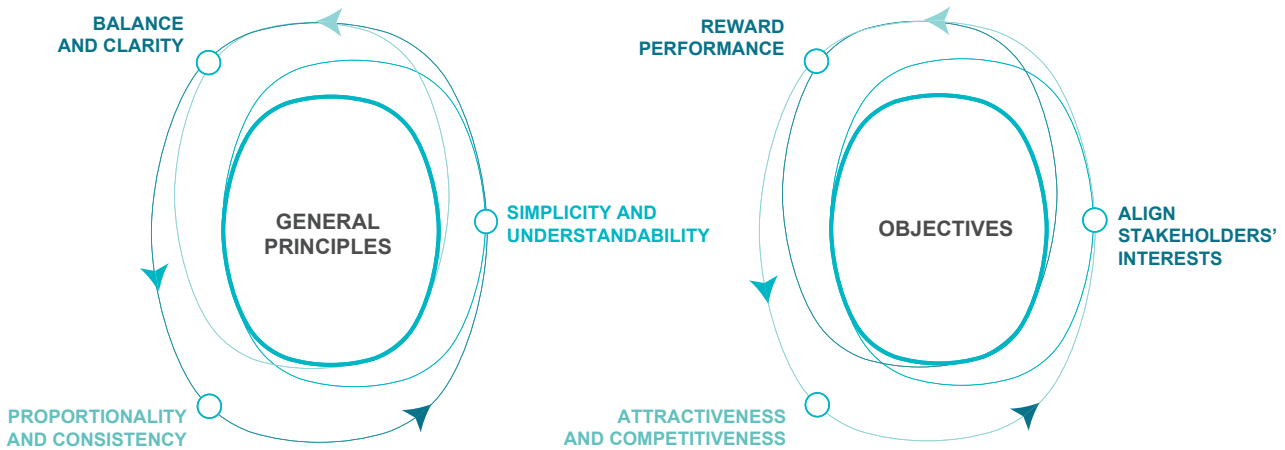 BALANCE
AND CLARITY
GENERAL
PRINCIPLES
SIMPLICITY AND
UNDERSTANDABILITY
PROPORTIONALITY
AND CONSISTENCY
REWARD
PERFORMANCE
OBJECTIVES
ALIGN
STAKEHOLDERS’
INTERESTS
ATTRACTIVENESS
AND COMPETITIVENESS